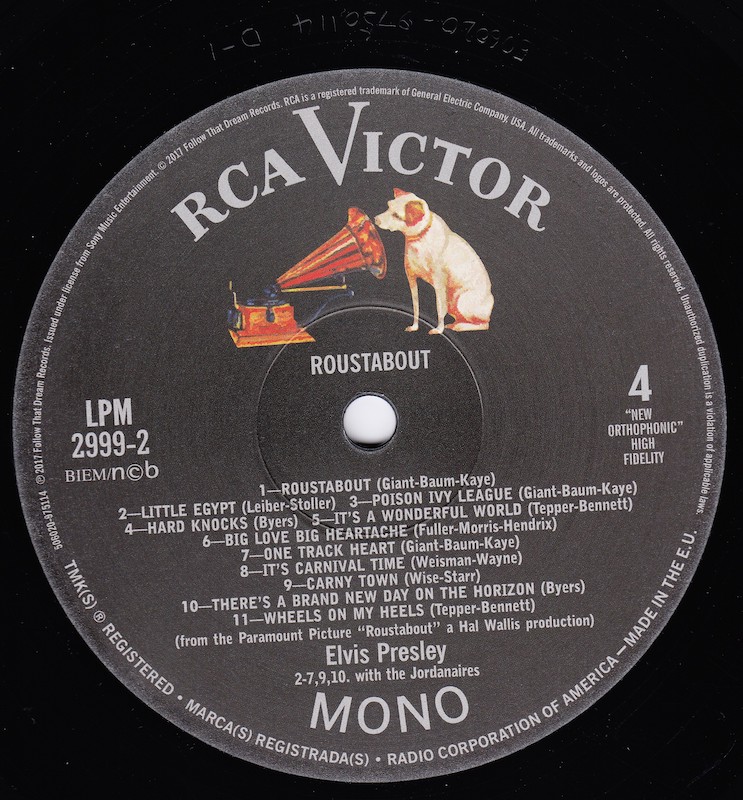 506020-975114 D-1
506020-975114 © 2017 Follow That Dream Records. Issued under license from Sony Music Entertainment. © 2017 Follow That Dream Records. RCA is a registered trademark of General Electric Company, USA. All trademarks and logos are protected. All rights reserved. Unauthorized duplication is a violation of applicable laws.
RCA VICTOR
ROUSTABOUT
LPM
2999-2
BIEM/n©b
4
“NEW
ORTHOPHONIC”
HIGH
FIDELITY
1—ROUSTABOUT (Giant-Baum-Kaye)
2—LITTLE EGYPT (Leiber-Stoller) 3—POISON IVY LEAGUE (Giant-Baum-Kaye)
4—HARD KNOCKS (Byers) 5—IT'S A WONDERFUL WORLD (Tepper-Bennett)
6—BIG LOVE BIG HEARTACHE (Fuller-Morris-Hendrix)
7—ONE TRACK HEART (Giant-Baum-Kaye)
8—IT'S CARNIVAL TIME (Weisman-Wayne)
9—CARNY TOWN (Wise-Starr)
10—THERE'S A BRAND NEW DAY ON THE HORIZON (Byers)
11—WHEELS ON MY HEELS (Tepper-Bennett)
(from the Paramount Picture "Roustabout" a Hal Wallis production)
Elvis Presley
2-7,9,10. with the Jordanaires
MONO
TMK(S) ® REGISTERED • MARCA(S) REGISTRADA(S) • RADIO CORPORATION OF AMERICA – MADE IN THE E.U.